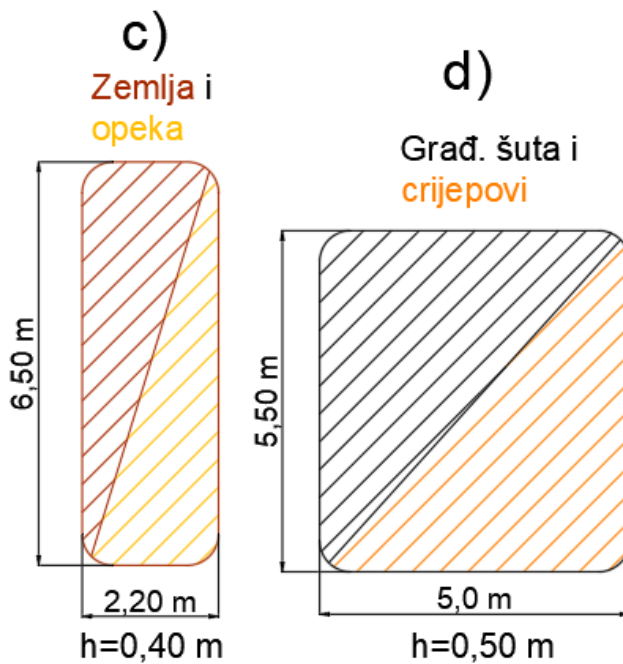 c)
Zemlja i
opeka
6,50 m
2,20 m
h=0,40 m
d)
Građ. šuta i
crijepovi
5,50 m
5,0 m
h=0,50 m